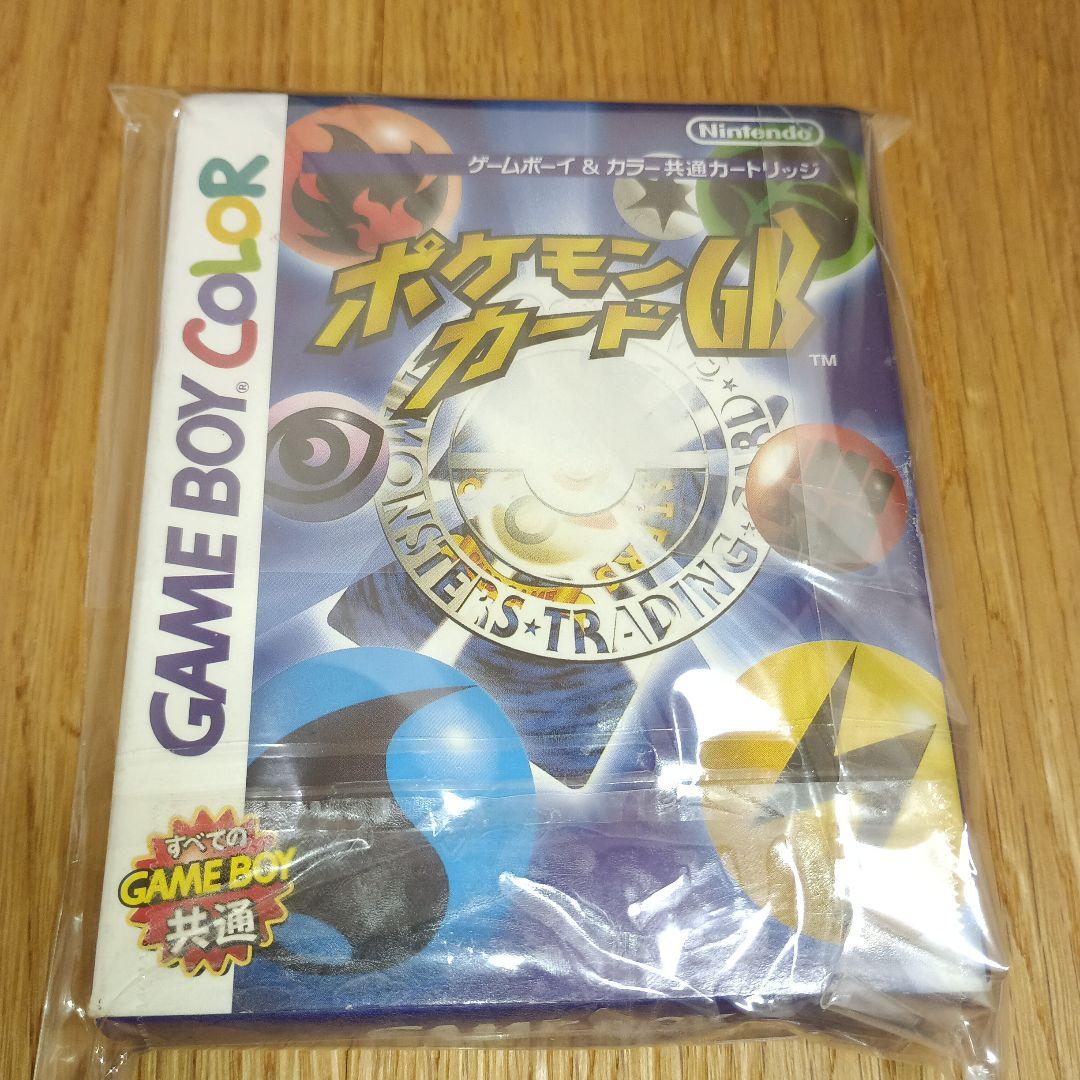 Nintendo
ゲームボーイ & カラー共通カートリッジ
ポケモン
カードGB
TM
GAME BOY® COLOR
MONSTERS★TRADING★CARD
すべての
GAME BOY
共通